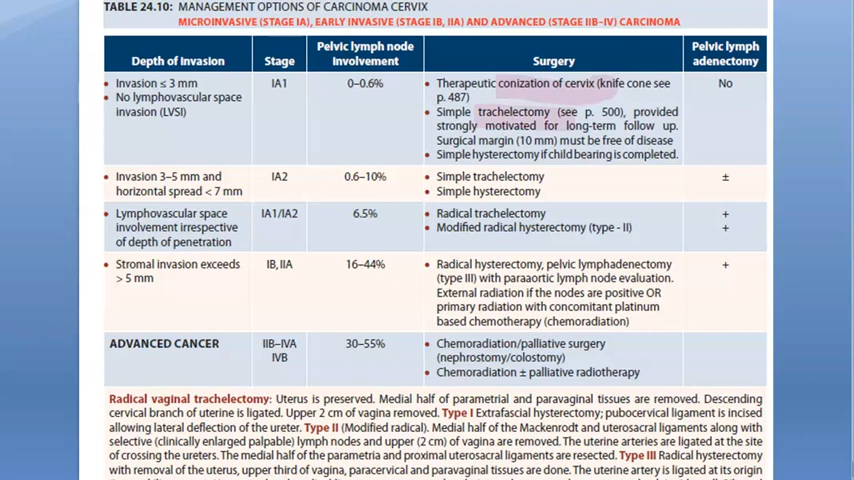 TABLE 24.10: MANAGEMENT OPTIONS OF CARCINOMA CERVIX
MICROINVASIVE (STAGE IA), EARLY INVASIVE (STAGE IB, IIA) AND ADVANCED (STAGE IIB–IV) CARCINOMA
Depth of Invasion
Stage
Pelvic lymph node
Involvement
Surgery
Pelvic lymph
adenectomy
• Invasion ≤ 3 mm
• No lymphovascular space
invasion (LVSI)
IA1
0–0.6%
• Therapeutic conization of cervix (knife cone see
p. 487)
• Simple trachelectomy (see p. 500), provided
strongly motivated for long-term follow up.
Surgical margin (10 mm) must be free of disease
• Simple hysterectomy if child bearing is completed.
No
• Invasion 3–5 mm and
horizontal spread < 7 mm
IA2
0.6–10%
• Simple trachelectomy
• Simple hysterectomy
±
• Lymphovascular space
involvement irrespective
of depth of penetration
IA1/IA2
6.5%
• Radical trachelectomy
• Modified radical hysterectomy (type - II)
+
+
• Stromal invasion exceeds
> 5 mm
IB, IIA
16–44%
• Radical hysterectomy, pelvic lymphadenectomy
(type III) with paraaortic lymph node evaluation.
External radiation if the nodes are positive OR
primary radiation with concomitant platinum
based chemotherapy (chemoradiation)
+
ADVANCED CANCER
IIB–IVA
IVB
30–55%
• Chemoradiation/palliative surgery
(nephrostomy/colostomy)
• Chemoradiation ± palliative radiotherapy
Radical vaginal trachelectomy: Uterus is preserved. Medial half of parametrial and paravaginal tissues are removed. Descending
cervical branch of uterine is ligated. Upper 2 cm of vagina removed. Type I Extrafascial hysterectomy; pubocervical ligament is incised
allowing lateral deflection of the ureter. Type II (Modified radical). Medial half of the Mackenrodt and uterosacral ligaments along with
selective (clinically enlarged palpable) lymph nodes and upper (2 cm) of vagina are removed. The uterine arteries are ligated at the site
of crossing the ureters. The medial half of the parametria and proximal uterosacral ligaments are resected. Type III Radical hysterectomy
with removal of the uterus, upper third of vagina, paracervical and paravaginal tissues are done. The uterine artery is ligated at its origin